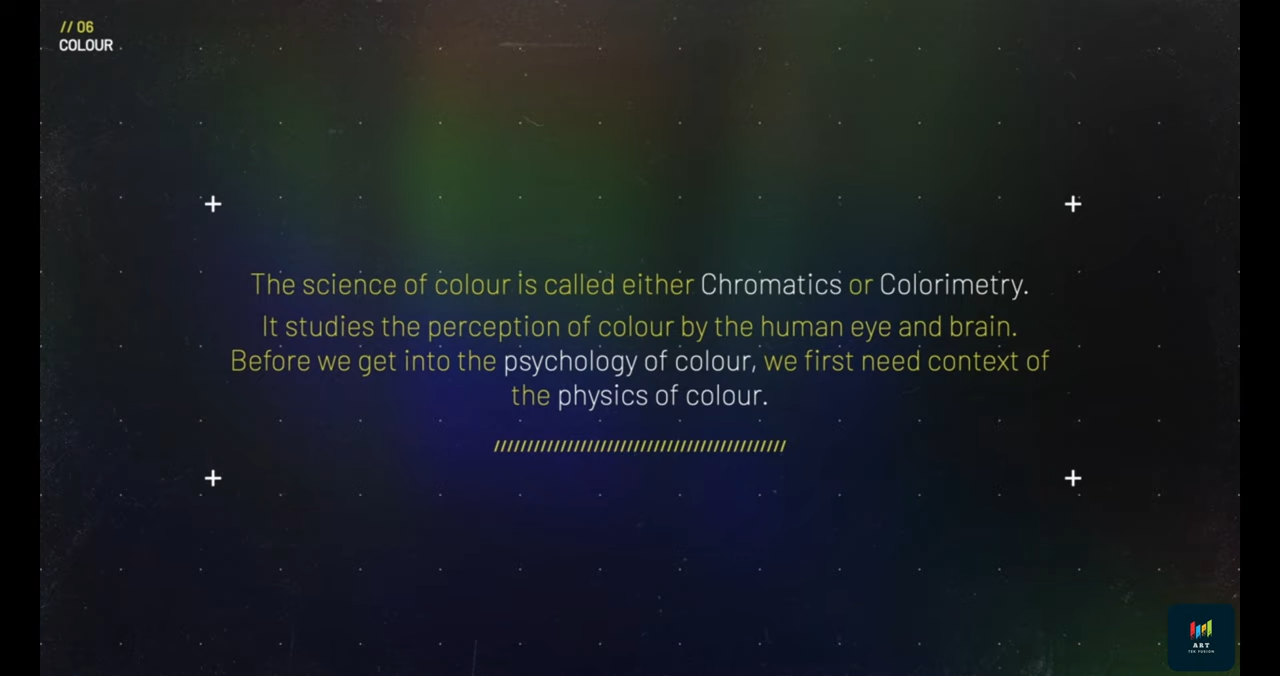 // 06
COLOUR
The science of colour is called either Chromatics or Colorimetry.
It studies the perception of colour by the human eye and brain.
Before we get into the psychology of colour, we first need context of
the physics of colour.
ART
TEK FUSION